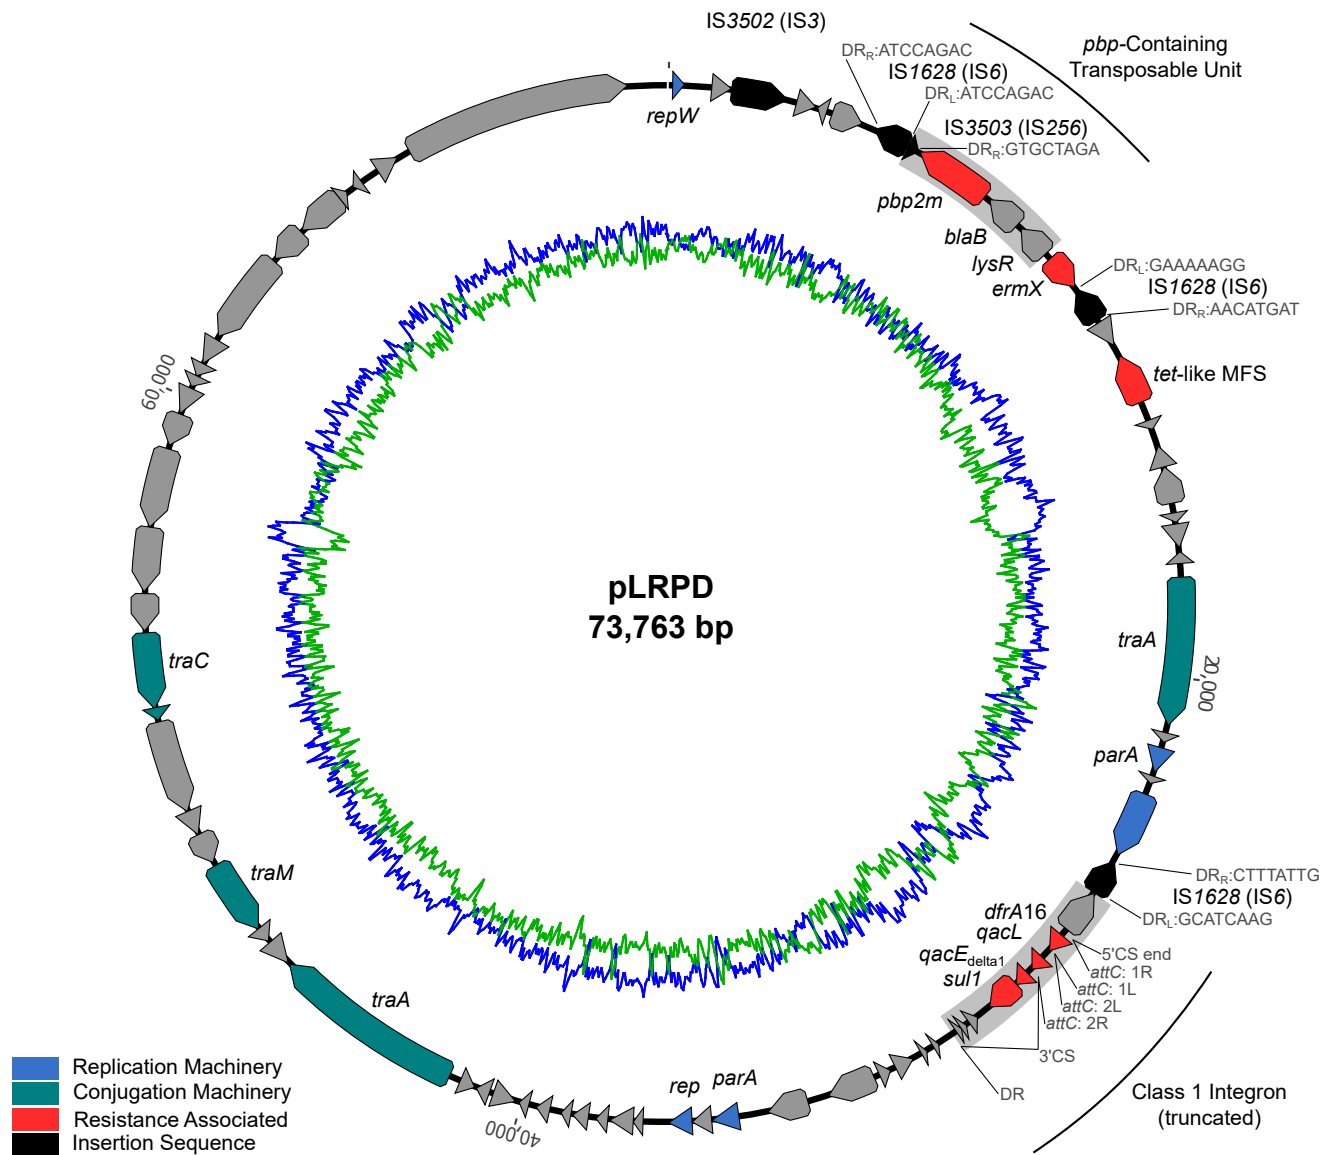 IS3502 (IS3)
pbp-Containing
Transposable Unit
DRR:ATCCAGAC
IS1628 (IS6)
DRL:ATCCAGAC
repW
IS3503 (IS256)
DRR:GTGCTAGA
pbp2m
blaB
lysR
ermX
DRL:GAAAAAGG
IS1628 (IS6)
DRR:AACATGAT
tet-like MFS
60,000
pLRPD
73,763 bp
traA
20,000
traC
parA
DRR:CTTTATTG
IS1628 (IS6)
DRL:GCATCAAG
traM
dfrA16
qacL
qacEdelta1
sul1
5'CS end
attC: 1R
attC: 1L
attC: 2L
attC: 2R
3'CS
DR
traA
Class 1 Integron
(truncated)
rep
parA
40,000
Replication Machinery
Conjugation Machinery
Resistance Associated
Insertion Sequence